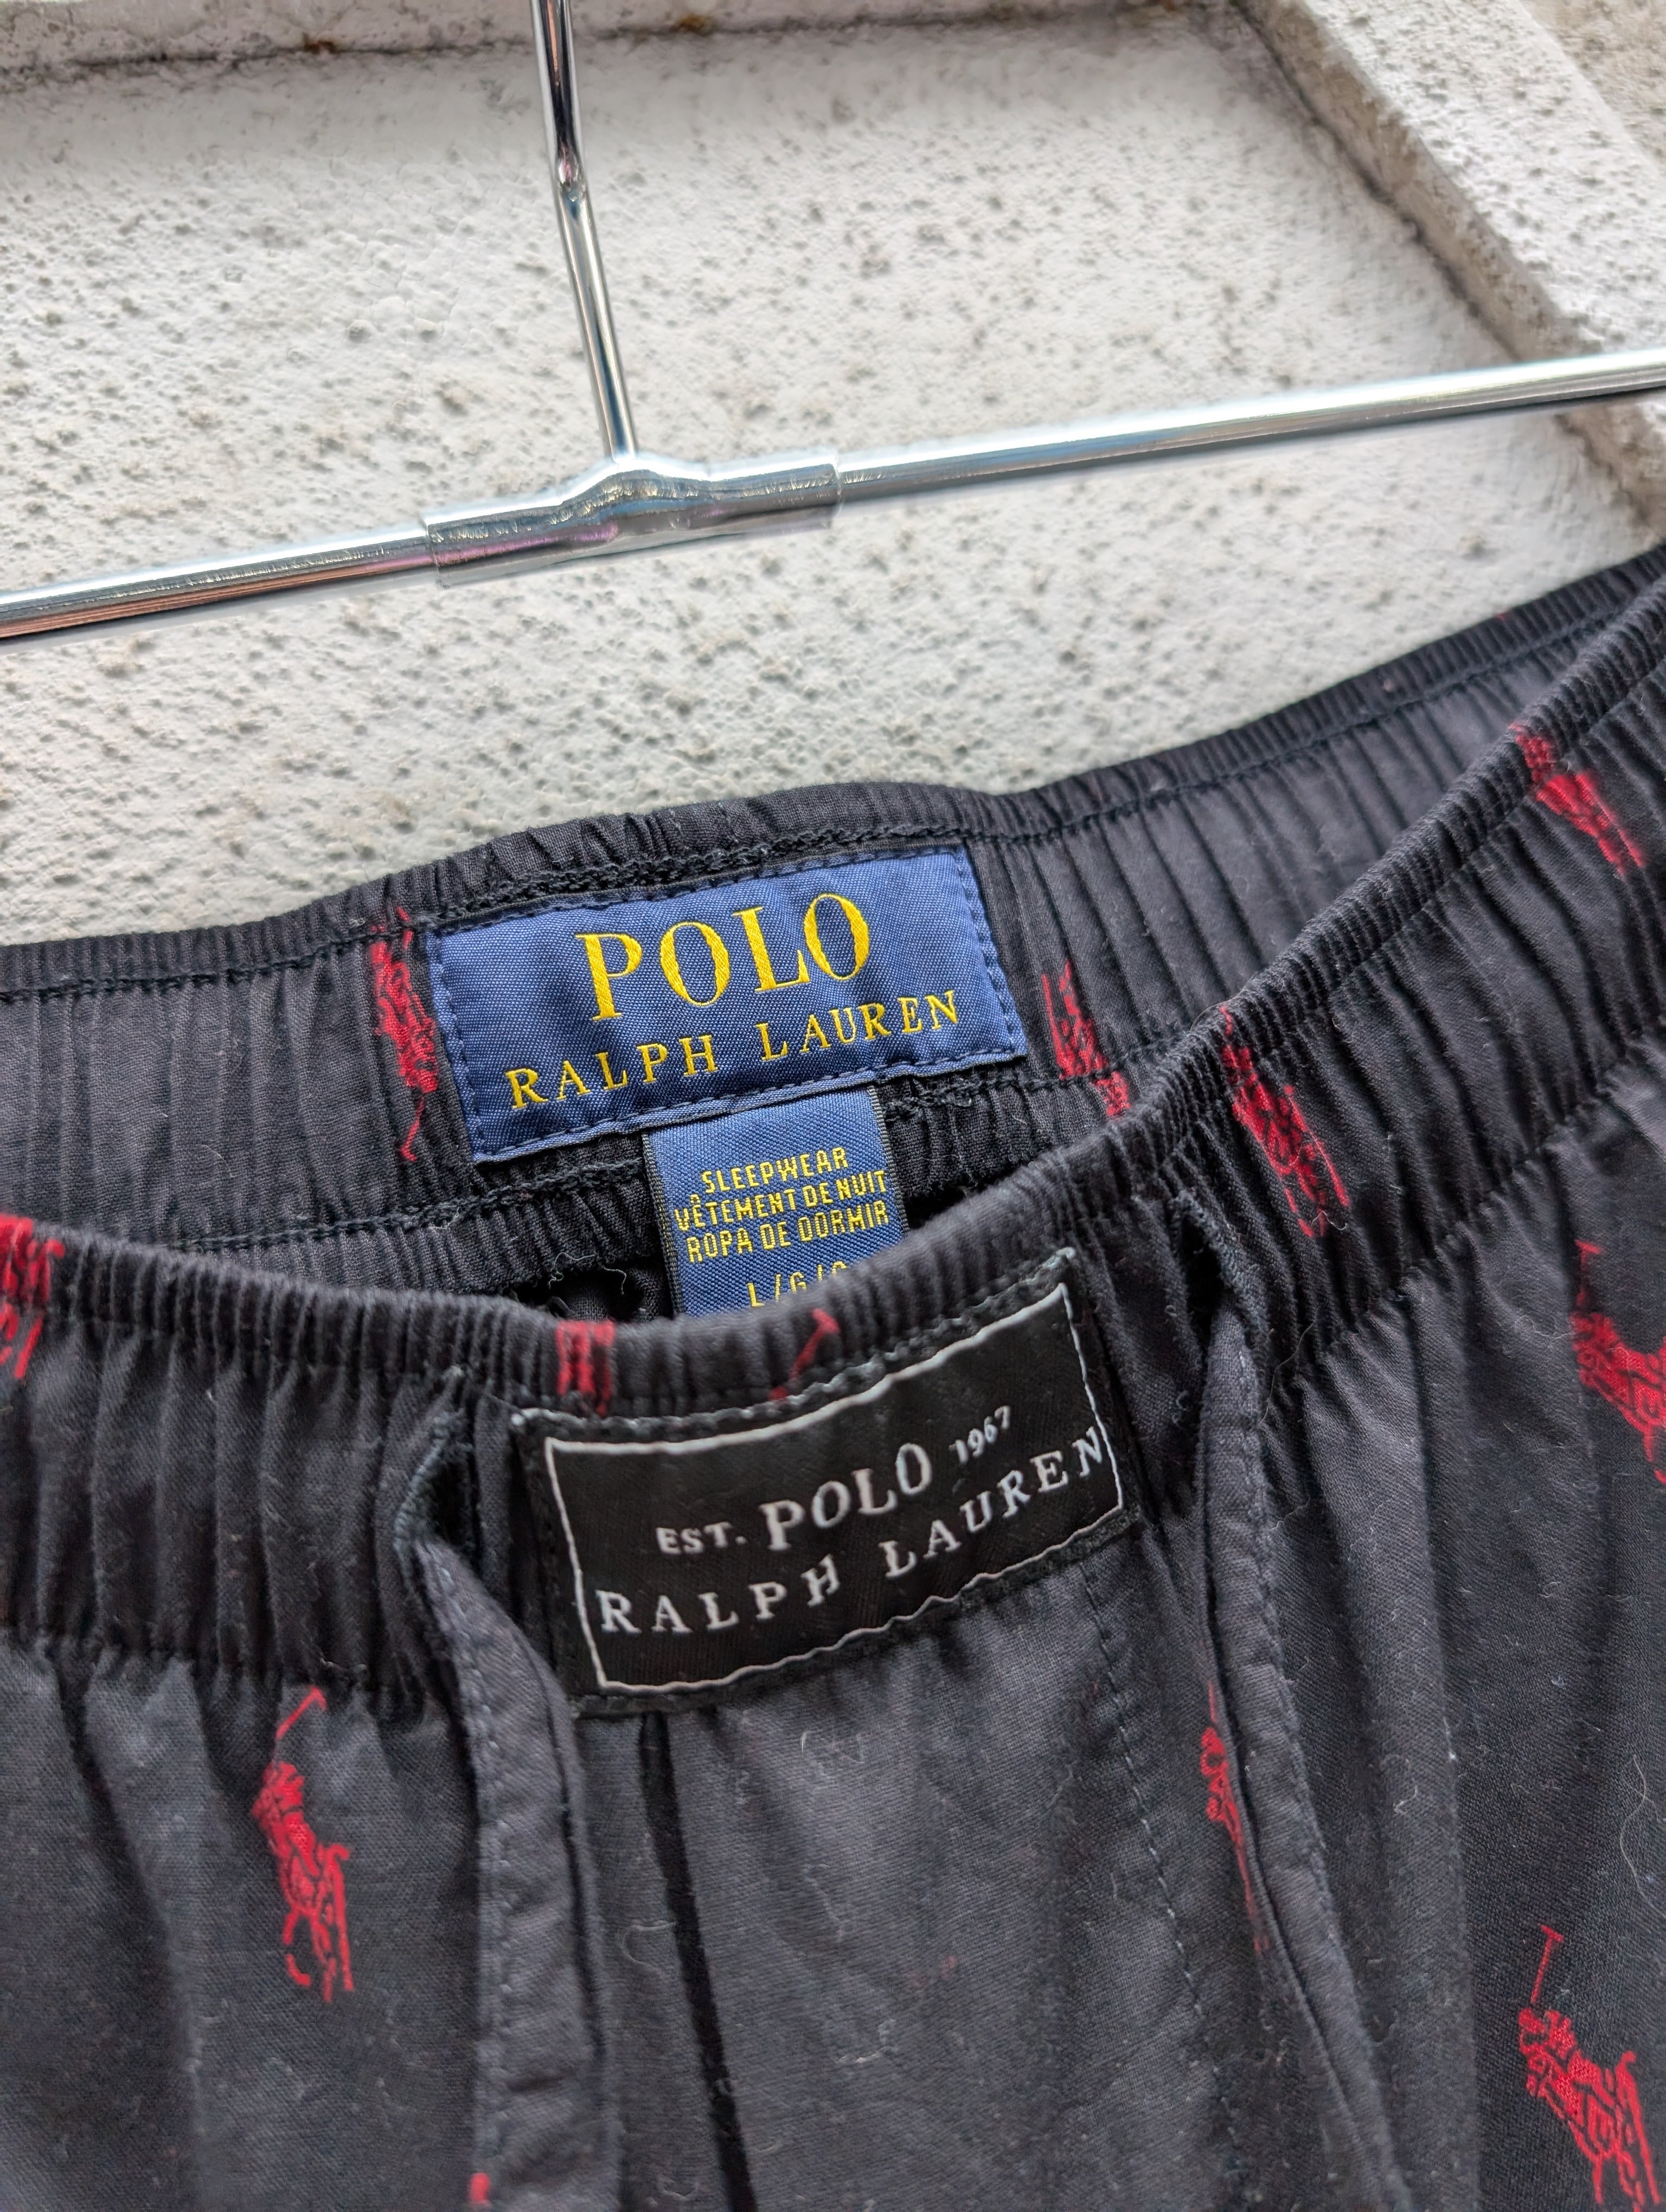 POLO
RALPH LAUREN
SLEEPWEAR
VÊTEMENT DE NUIT
ROPA DE DORMIR
L/G/
EST. POLO 1967
RALPH LAUREN